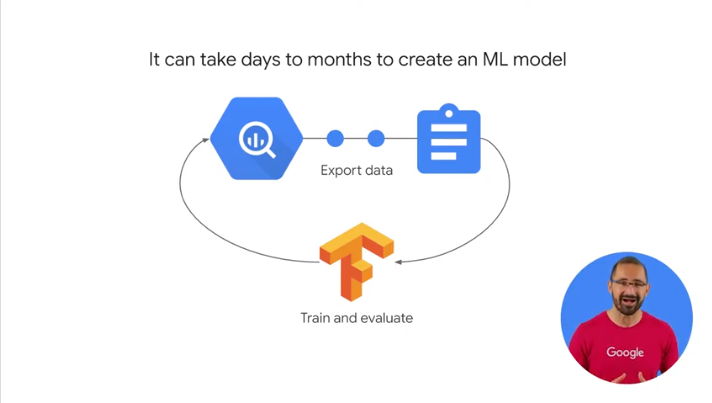 It can take days to months to create an ML model
Export data
Train and evaluate
Google